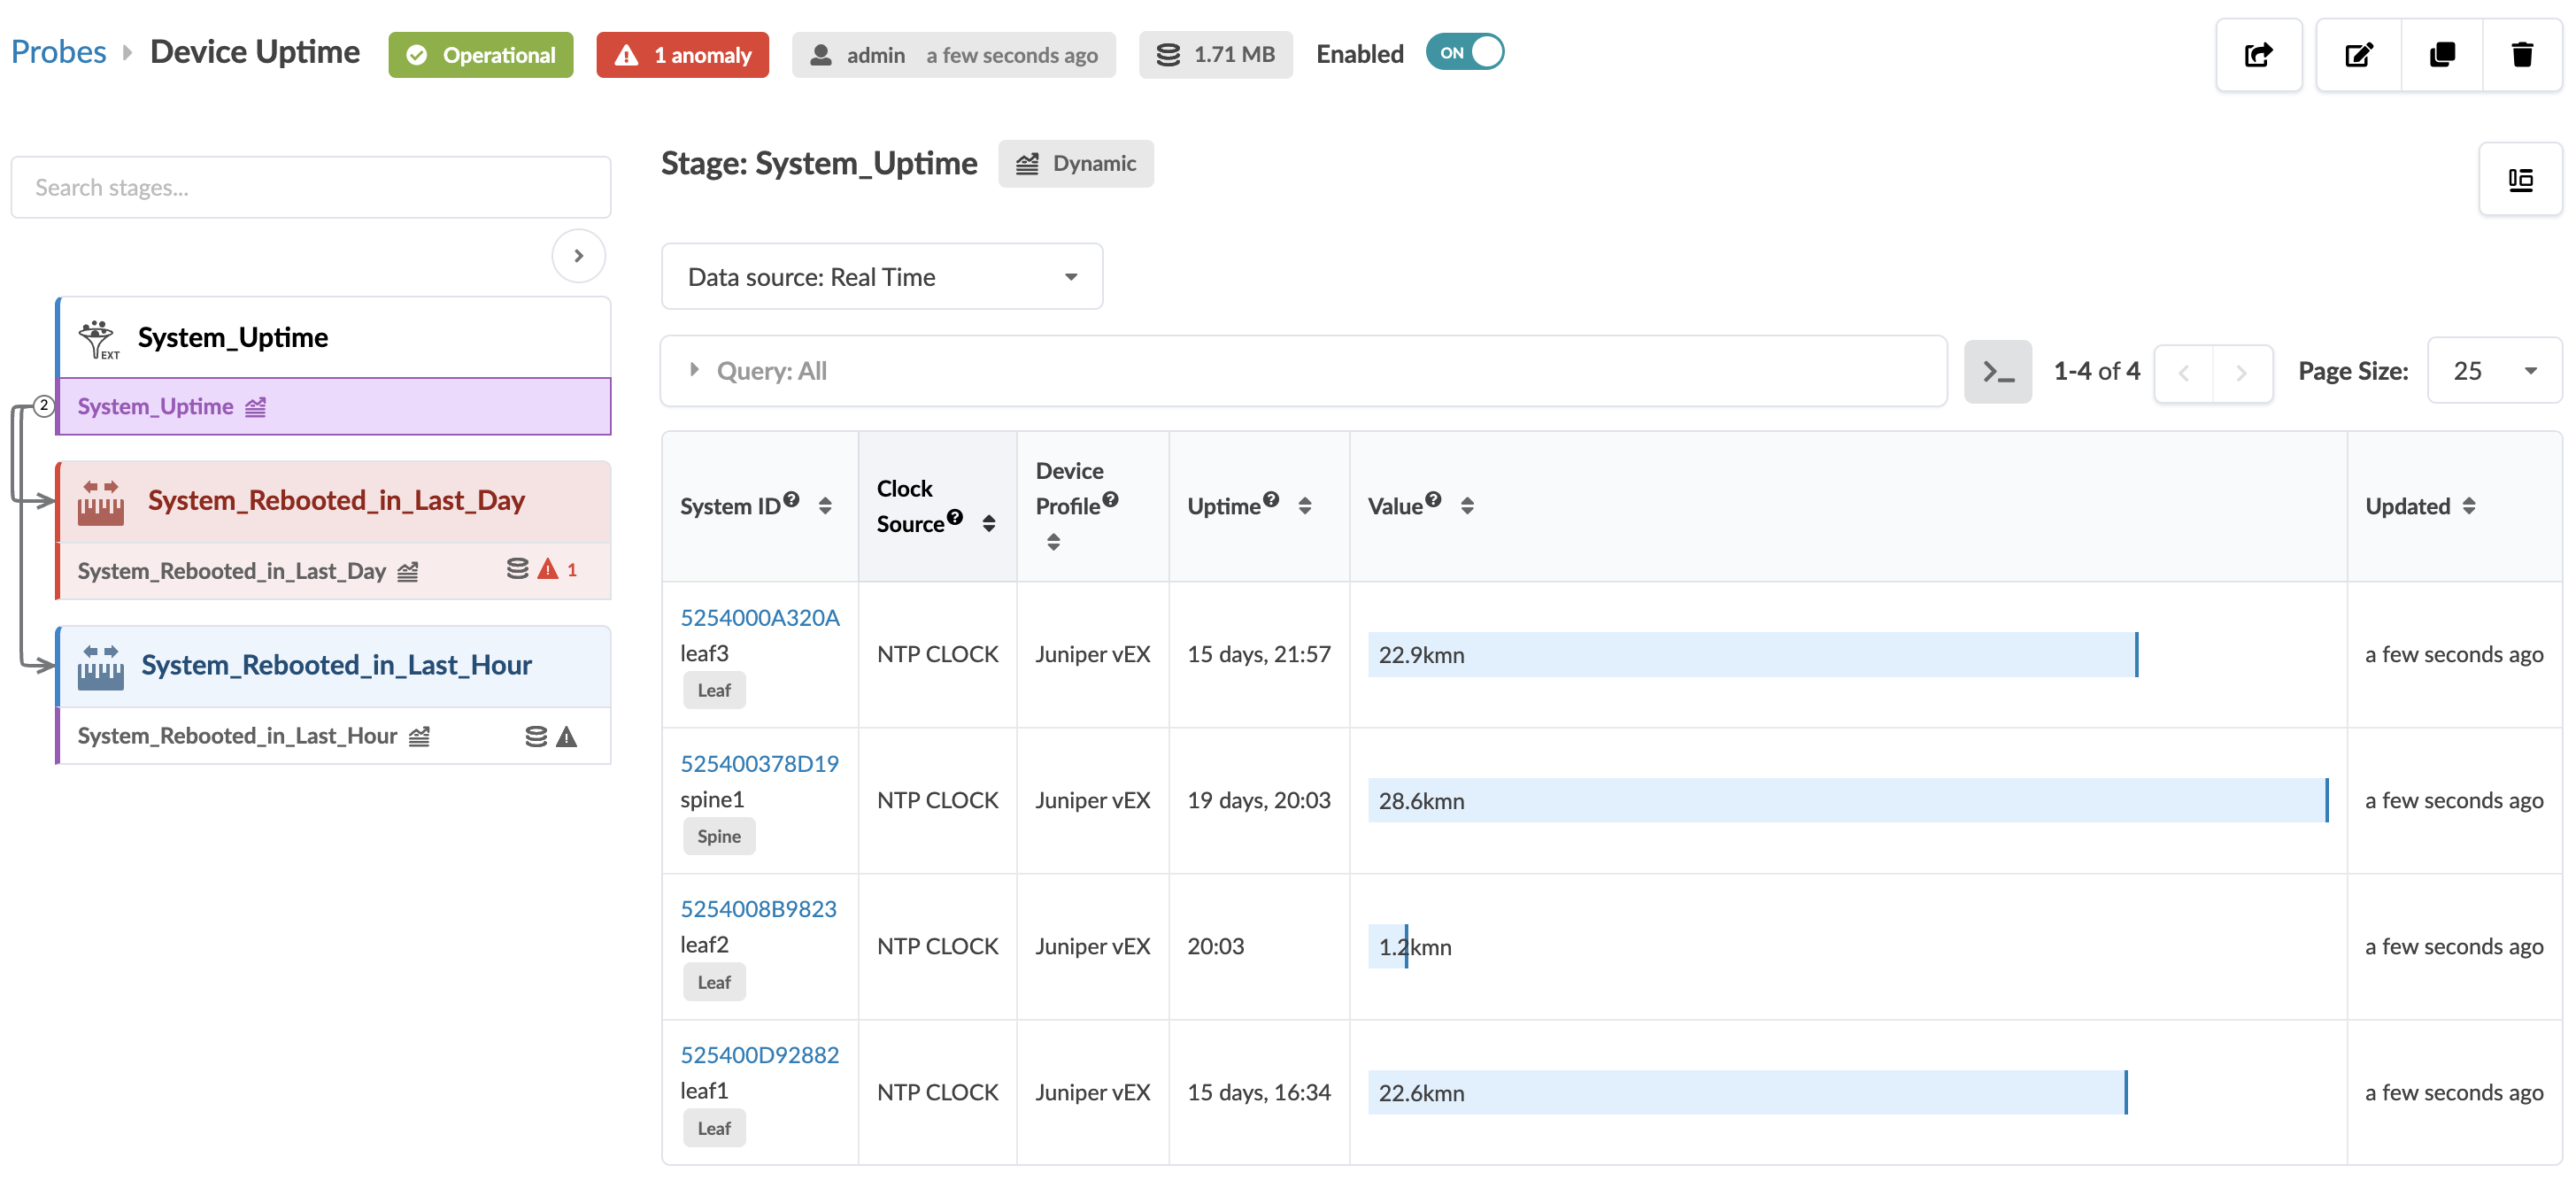 Probes
Device Uptime
Operational
1 anomaly
admin a few seconds ago
1.71 MB
Enabled
ON
Search stages...
System_Uptime
EXT
System_Uptime
2
System_Rebooted_in_Last_Day
System_Rebooted_in_Last_Day
1
System_Rebooted_in_Last_Hour
System_Rebooted_in_Last_Hour
Stage: System_Uptime
Dynamic
Data source: Real Time
Query: All
1-4 of 4
Page Size:
25
System ID
Clock
Source
Device
Profile
Uptime
Value
Updated
5254000A320A
leaf3
Leaf
NTP CLOCK
Juniper vEX
15 days, 21:57
22.9kmn
a few seconds ago
525400378D19
spine1
Spine
NTP CLOCK
Juniper vEX
19 days, 20:03
28.6kmn
a few seconds ago
5254008B9823
leaf2
Leaf
NTP CLOCK
Juniper vEX
20:03
1.2kmn
a few seconds ago
525400D92882
leaf1
Leaf
NTP CLOCK
Juniper vEX
15 days, 16:34
22.6kmn
a few seconds ago